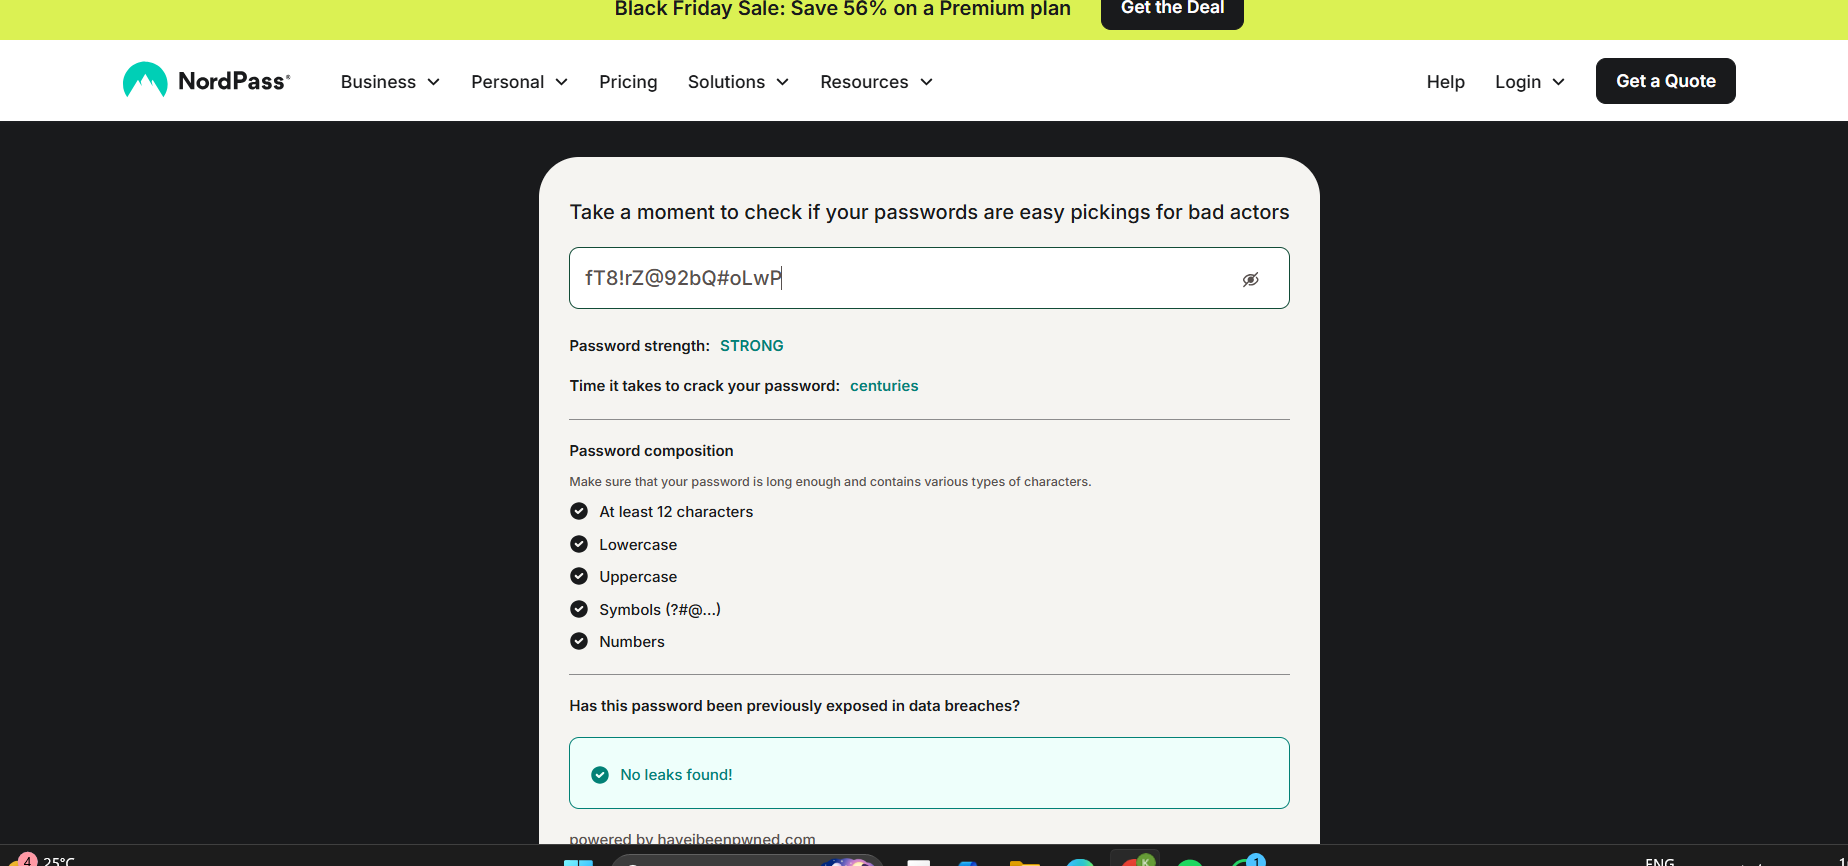 Black Friday Sale: Save 56% on a Premium plan Get the Deal
NordPass® Business Personal Pricing Solutions Resources Help Login Get a Quote
Take a moment to check if your passwords are easy pickings for bad actors
fT8!rZ@92bQ#oLwP
Password strength: STRONG
Time it takes to crack your password: centuries
Password composition
Make sure that your password is long enough and contains various types of characters.
At least 12 characters
Lowercase
Uppercase
Symbols (?#@...)
Numbers
Has this password been previously exposed in data breaches?
No leaks found!
powered by haveibeenpwned.com
4 25°C K 1 ENG